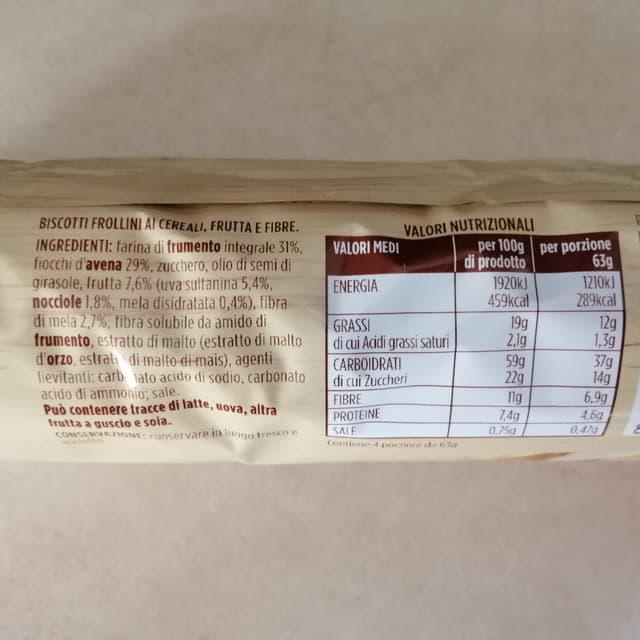 BISCOTTI FROLLINI AI CEREALI, FRUTTA E FIBRE.
INGREDIENTI: farina di frumento integrale 31%,
fiocchi d'avena 29%, zucchero, olio di semi di
girasole, frutta 7,6% (uva sultanina 5,4%,
nocciole 1,8%, mela disidratata 0,4%), fibra
di mela 2,7%, fibra solubile da amido di
frumento, estratto di malto (estratto di malto
d'orzo, estratto di malto di mais), agenti
lievitanti: carbonato acido di sodio, carbonato
acido di ammonio; sale.
Può contenere tracce di latte, uova, altra
frutta a guscio e soia.
CONSERVAZIONE: conservare in luogo fresco e
VALORI NUTRIZIONALI
VALORI MEDI per 100g di prodotto per porzione 63g
ENERGIA 1920kJ 1210kJ
459kcal 289kcal
GRASSI 19g 12g
di cui Acidi grassi saturi 2,1g 1,3g
CARBOIDRATI 59g 37g
di cui Zuccheri 22g 14g
FIBRE 11g 6,9g
PROTEINE 7,4g 4,6g
SALE 0,75g 0,47g
Contiene 4 porzioni da 63g